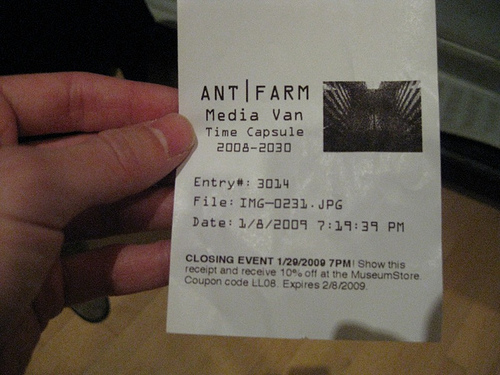 ANT|FARM
Media Van
Time Capsule
2008-2030
Entry#: 3014
File: IMG-0231.JPG
Date: 1/8/2009 7:19:39 PM
CLOSING EVENT 1/29/2009 7PM! Show this
receipt and receive 10% off at the MuseumStore.
Coupon code LL08. Expires 2/8/2009.